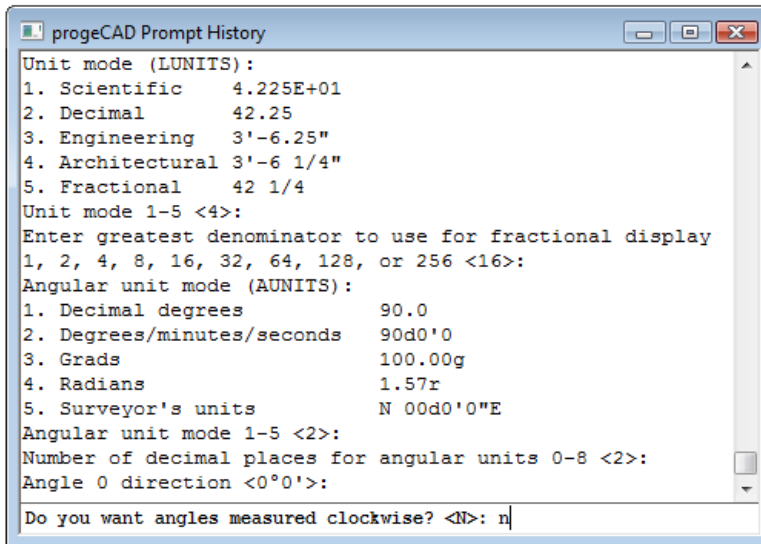 progeCAD Prompt History
Unit mode (LUNITS):
1. Scientific    4.225E+01
2. Decimal       42.25
3. Engineering   3'-6.25"
4. Architectural 3'-6 1/4"
5. Fractional    42 1/4
Unit mode 1-5 <4>:
Enter greatest denominator to use for fractional display
1, 2, 4, 8, 16, 32, 64, 128, or 256 <16>:
Angular unit mode (AUNITS):
1. Decimal degrees          90.0
2. Degrees/minutes/seconds  90d0'0
3. Grads                    100.00g
4. Radians                  1.57r
5. Surveyor's units         N 00d0'0"E
Angular unit mode 1-5 <2>:
Number of decimal places for angular units 0-8 <2>:
Angle 0 direction <0°0'>:
Do you want angles measured clockwise? <N>: n